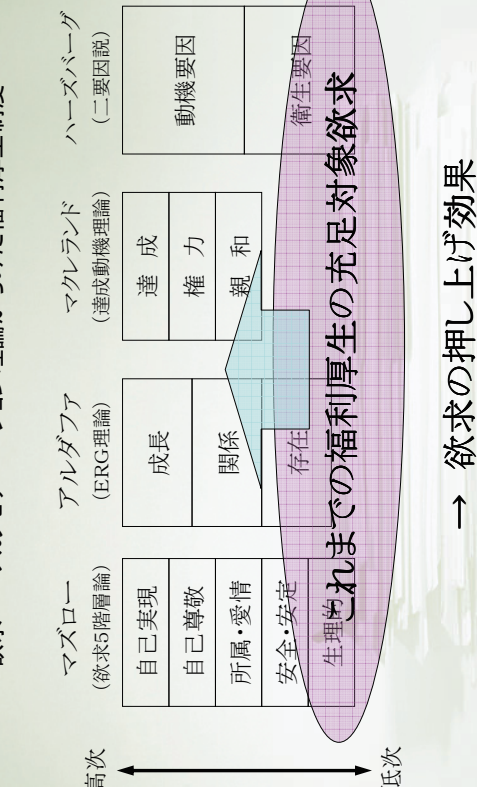 マズロー
(欲求5階層論)
アルダファ
(ERG理論)
マクレランド
(達成動機理論)
ハーズバーグ
(二要因説)
高次
低次
自己実現
自己尊敬
所属・愛情
安全・安定
生理的
成長
関係
存在
達 成
権 力
親 和
動機要因
衛生要因
これまでの福利厚生の充足対象欲求
→ 欲求の押し上げ効果